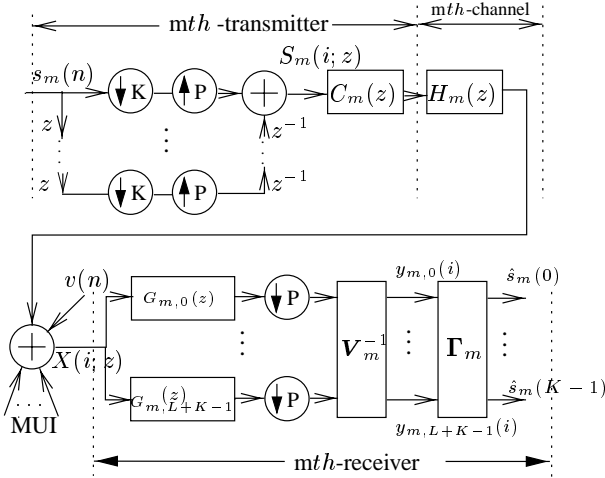 mth -transmitter
mth-channel
s_m(n)
S_m(i; z)
↓K
↑P
+
C_m(z)
H_m(z)
z
z^{-1}
⋮
z
↓K
↑P
z^{-1}
v(n)
G_{m,0}(z)
↓P
y_{m,0}(i)
ŝ_m(0)
+
X(i; z)
⋮
V_m^{-1}
⋮
Γ_m
⋮
(z)
G_{m,L+K−1}
↓P
ŝ_m(K − 1)
...
MUI
y_{m,L+K−1}(i)
mth-receiver